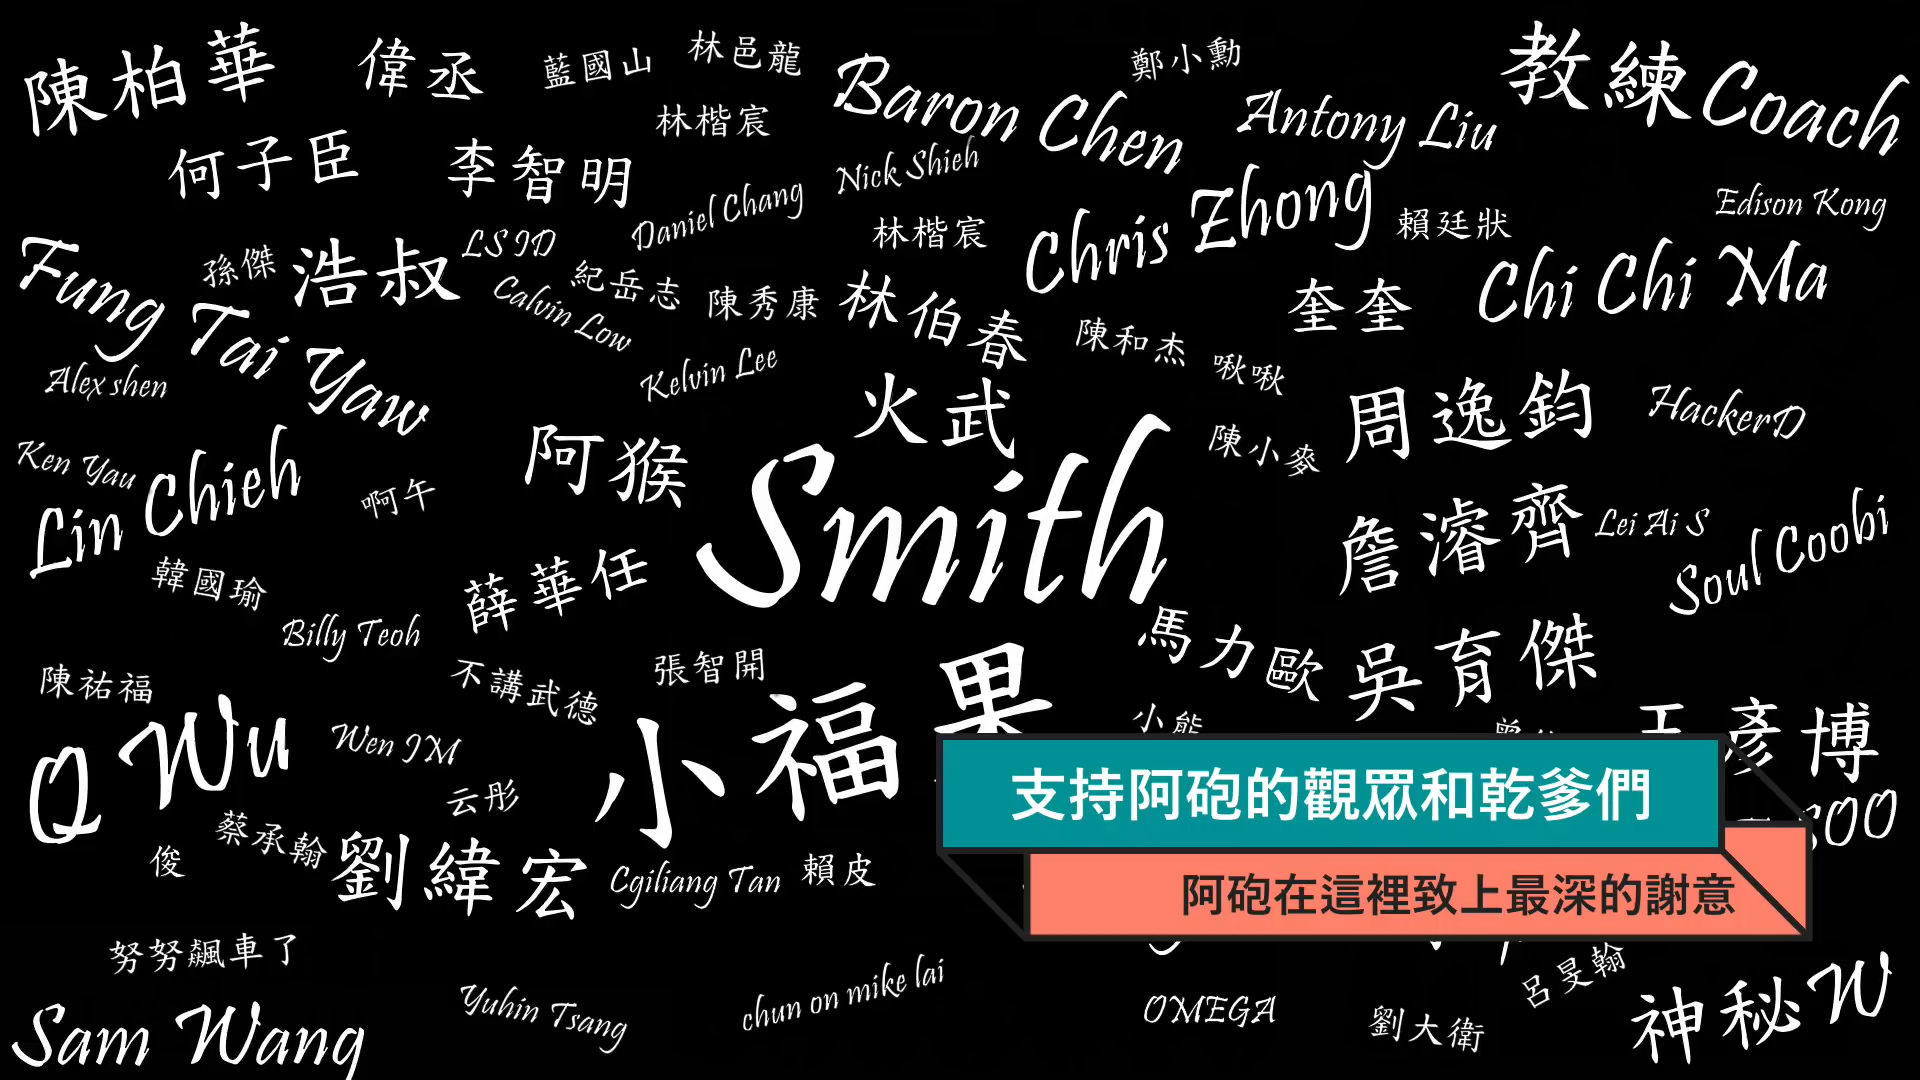 陳柏華
偉丞
藍國山
林邑龍
鄭小勳
教練Coach
Baron Chen
Antony Liu
林楷宸
何子臣
李智明
Nick Shieh
Daniel Chang
Chris Zhong
Edison Kong
林楷宸
賴廷狀
LSJD
孫傑
浩叔
Fung Tai Yaw
紀岳志
Calvin Low
陳秀康
林伯春
奎奎
Chi Chi Ma
陳和杰
啾啾
Alex shen
Kelvin Lee
火武
周逸鈞
HackerD
陳小麥
Ken Yau
Lin Chieh
阿猴
啊午
Smith
詹濬齊
Lei Ai S
Soul Coobi
韓國瑜
薛華任
Billy Teoh
馬力歐
吳育傑
陳祐福
不講武德
張智開
小福果
小熊
彥博
Q Wu
Wen JM
云彤
支持阿砲的觀眾和乾爹們
俊
蔡承翰
劉緯宏
Cgiliang Tan
賴皮
阿砲在這裡致上最深的謝意
努努飆車了
呂旻翰
Sam Wang
Yuhin Tsang
chun on mike lai
OMEGA
劉大衛
神秘W